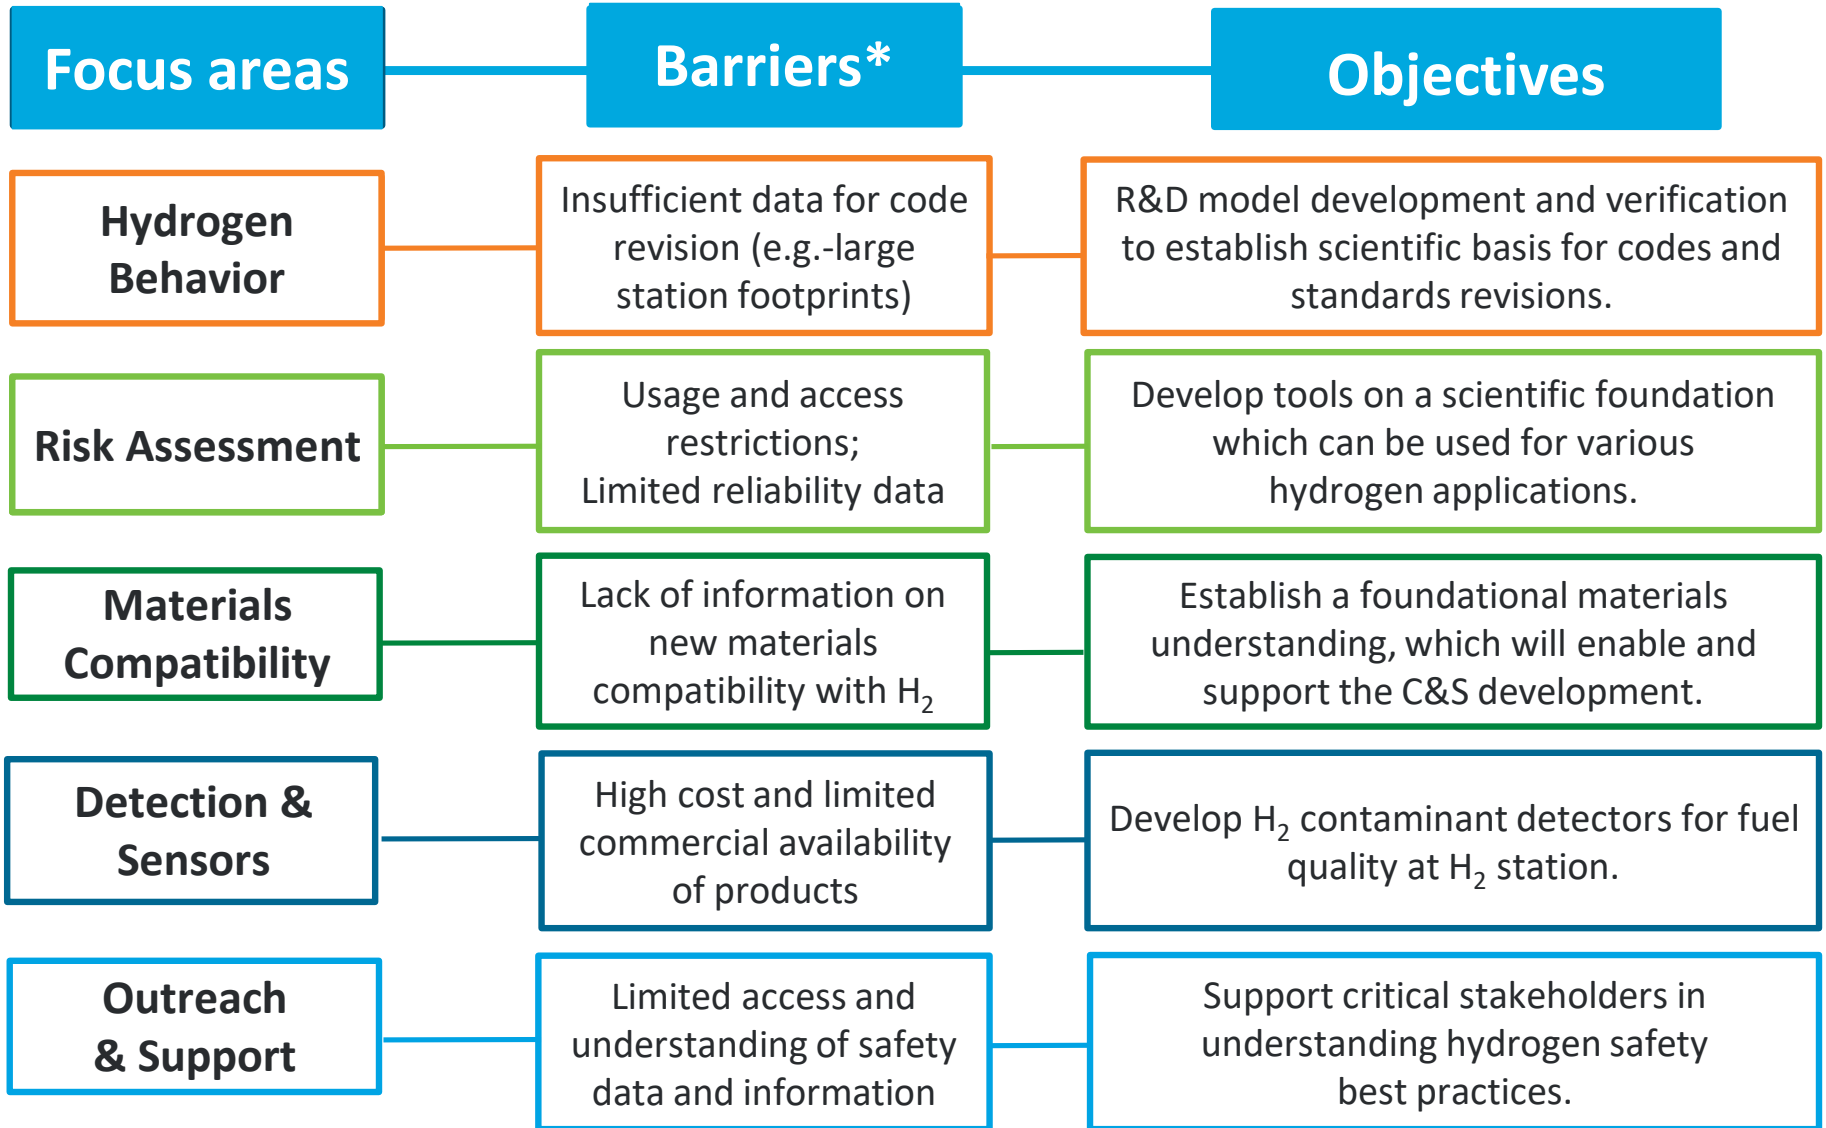 Focus areas
Barriers*
Objectives
Hydrogen
Behavior
Insufficient data for code
revision (e.g.-large
station footprints)
R&D model development and verification
to establish scientific basis for codes and
standards revisions.
Risk Assessment
Usage and access
restrictions;
Limited reliability data
Develop tools on a scientific foundation
which can be used for various
hydrogen applications.
Materials
Compatibility
Lack of information on
new materials
compatibility with H₂
Establish a foundational materials
understanding, which will enable and
support the C&S development.
Detection &
Sensors
High cost and limited
commercial availability
of products
Develop H₂ contaminant detectors for fuel
quality at H₂ station.
Outreach
& Support
Limited access and
understanding of safety
data and information
Support critical stakeholders in
understanding hydrogen safety
best practices.